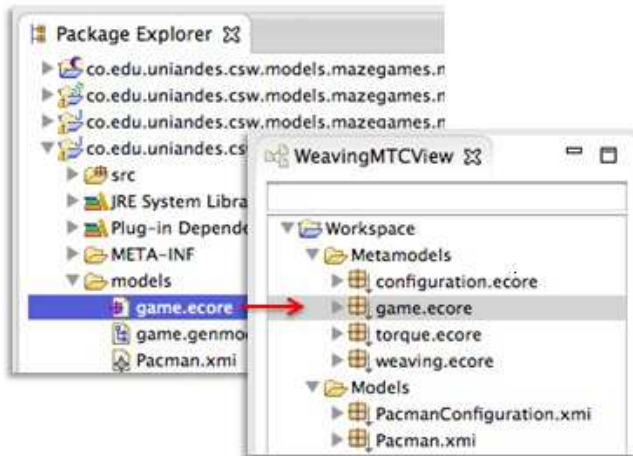 Package Explorer
co.edu.uniandes.csw.models.mazegames.r
co.edu.uniandes.csw.models.mazegames.r
co.edu.uniandes.csw.models.mazegames.r
co.edu.uniandes.cs
src
JRE System Libra
Plug-in Depende
META-INF
models
game.ecore
game.genmo
Pacman.xmi
WeavingMTCView
Workspace
Metamodels
configuration.ecore
game.ecore
torque.ecore
weaving.ecore
Models
PacmanConfiguration.xmi
Pacman.xmi